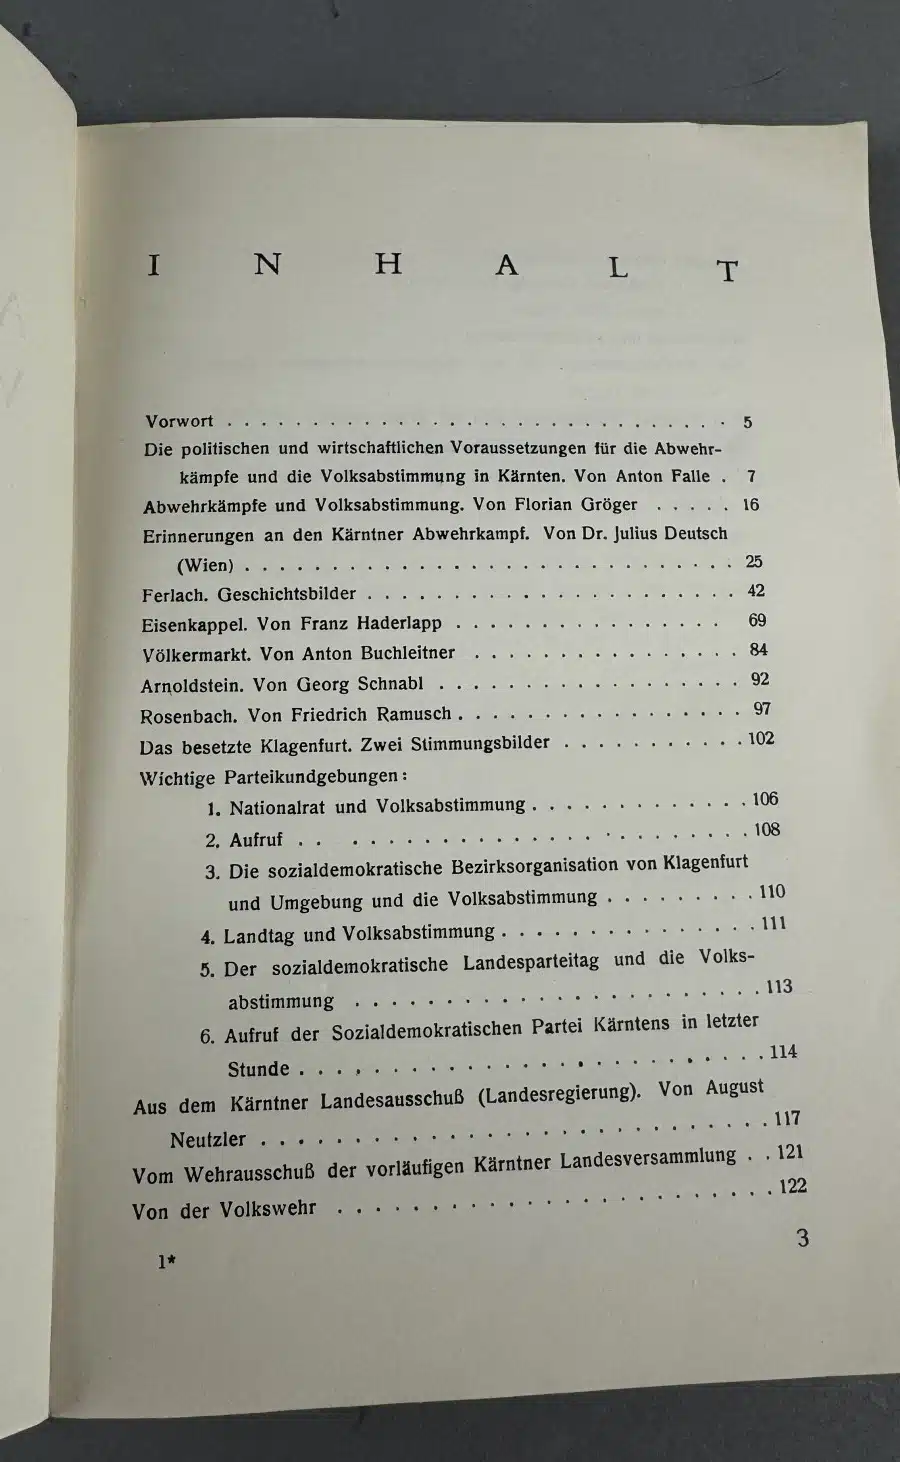 I N H A L T
Vorwort . . . . . . . . . . . . . . . . . . . . . . . . . . . . . . 5
Die politischen und wirtschaftlichen Voraussetzungen für die Abwehr-
kämpfe und die Volksabstimmung in Kärnten. Von Anton Falle . 7
Abwehrkämpfe und Volksabstimmung. Von Florian Gröger . . . . . 16
Erinnerungen an den Kärntner Abwehrkampf. Von Dr. Julius Deutsch
(Wien) . . . . . . . . . . . . . . . . . . . . . . . . . . . . . 25
Ferlach. Geschichtsbilder . . . . . . . . . . . . . . . . . . . . . . 42
Eisenkappel. Von Franz Haderlapp . . . . . . . . . . . . . . . . 69
Völkermarkt. Von Anton Buchleitner . . . . . . . . . . . . . . . . 84
Arnoldstein. Von Georg Schnabl . . . . . . . . . . . . . . . . . . 92
Rosenbach. Von Friedrich Ramusch . . . . . . . . . . . . . . . . . 97
Das besetzte Klagenfurt. Zwei Stimmungsbilder . . . . . . . . . . . 102
Wichtige Parteikundgebungen:
1. Nationalrat und Volksabstimmung . . . . . . . . . . . . . 106
2. Aufruf . . . . . . . . . . . . . . . . . . . . . . . . . 108
3. Die sozialdemokratische Bezirksorganisation von Klagenfurt
und Umgebung und die Volksabstimmung . . . . . . . . . 110
4. Landtag und Volksabstimmung . . . . . . . . . . . . . . . 111
5. Der sozialdemokratische Landesparteitag und die Volks-
abstimmung . . . . . . . . . . . . . . . . . . . . . . . 113
6. Aufruf der Sozialdemokratischen Partei Kärntens in letzter
Stunde . . . . . . . . . . . . . . . . . . . . . . . . . . 114
Aus dem Kärntner Landesausschuß (Landesregierung). Von August
Neutzler . . . . . . . . . . . . . . . . . . . . . . . . . . . . 117
Vom Wehrausschuß der vorläufigen Kärntner Landesversammlung . . 121
Von der Volkswehr . . . . . . . . . . . . . . . . . . . . . . . . 122
3
1*